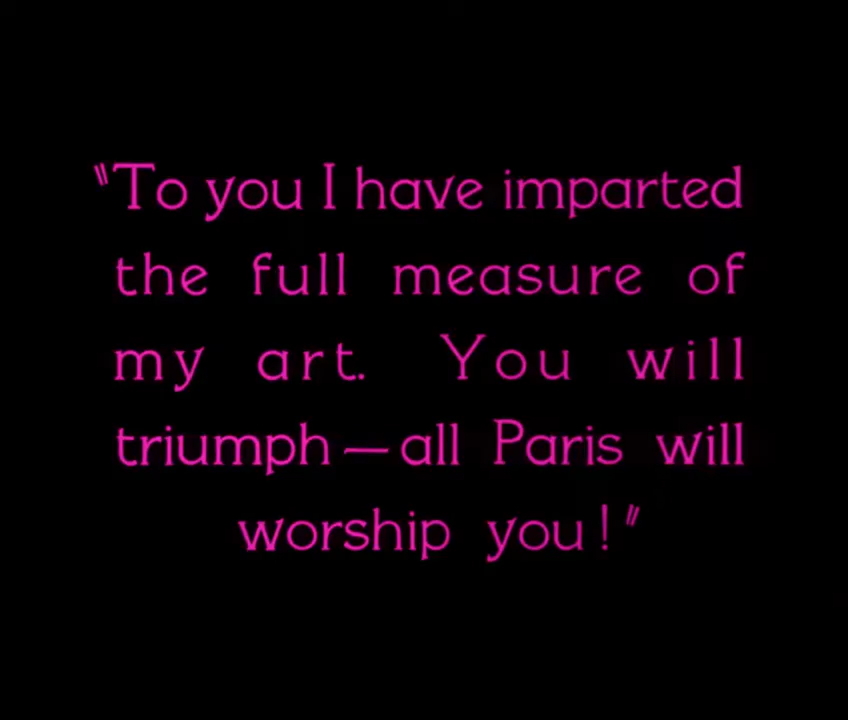 "To you I have imparted
the full measure of
my art. You will
triumph—all Paris will
worship you!"